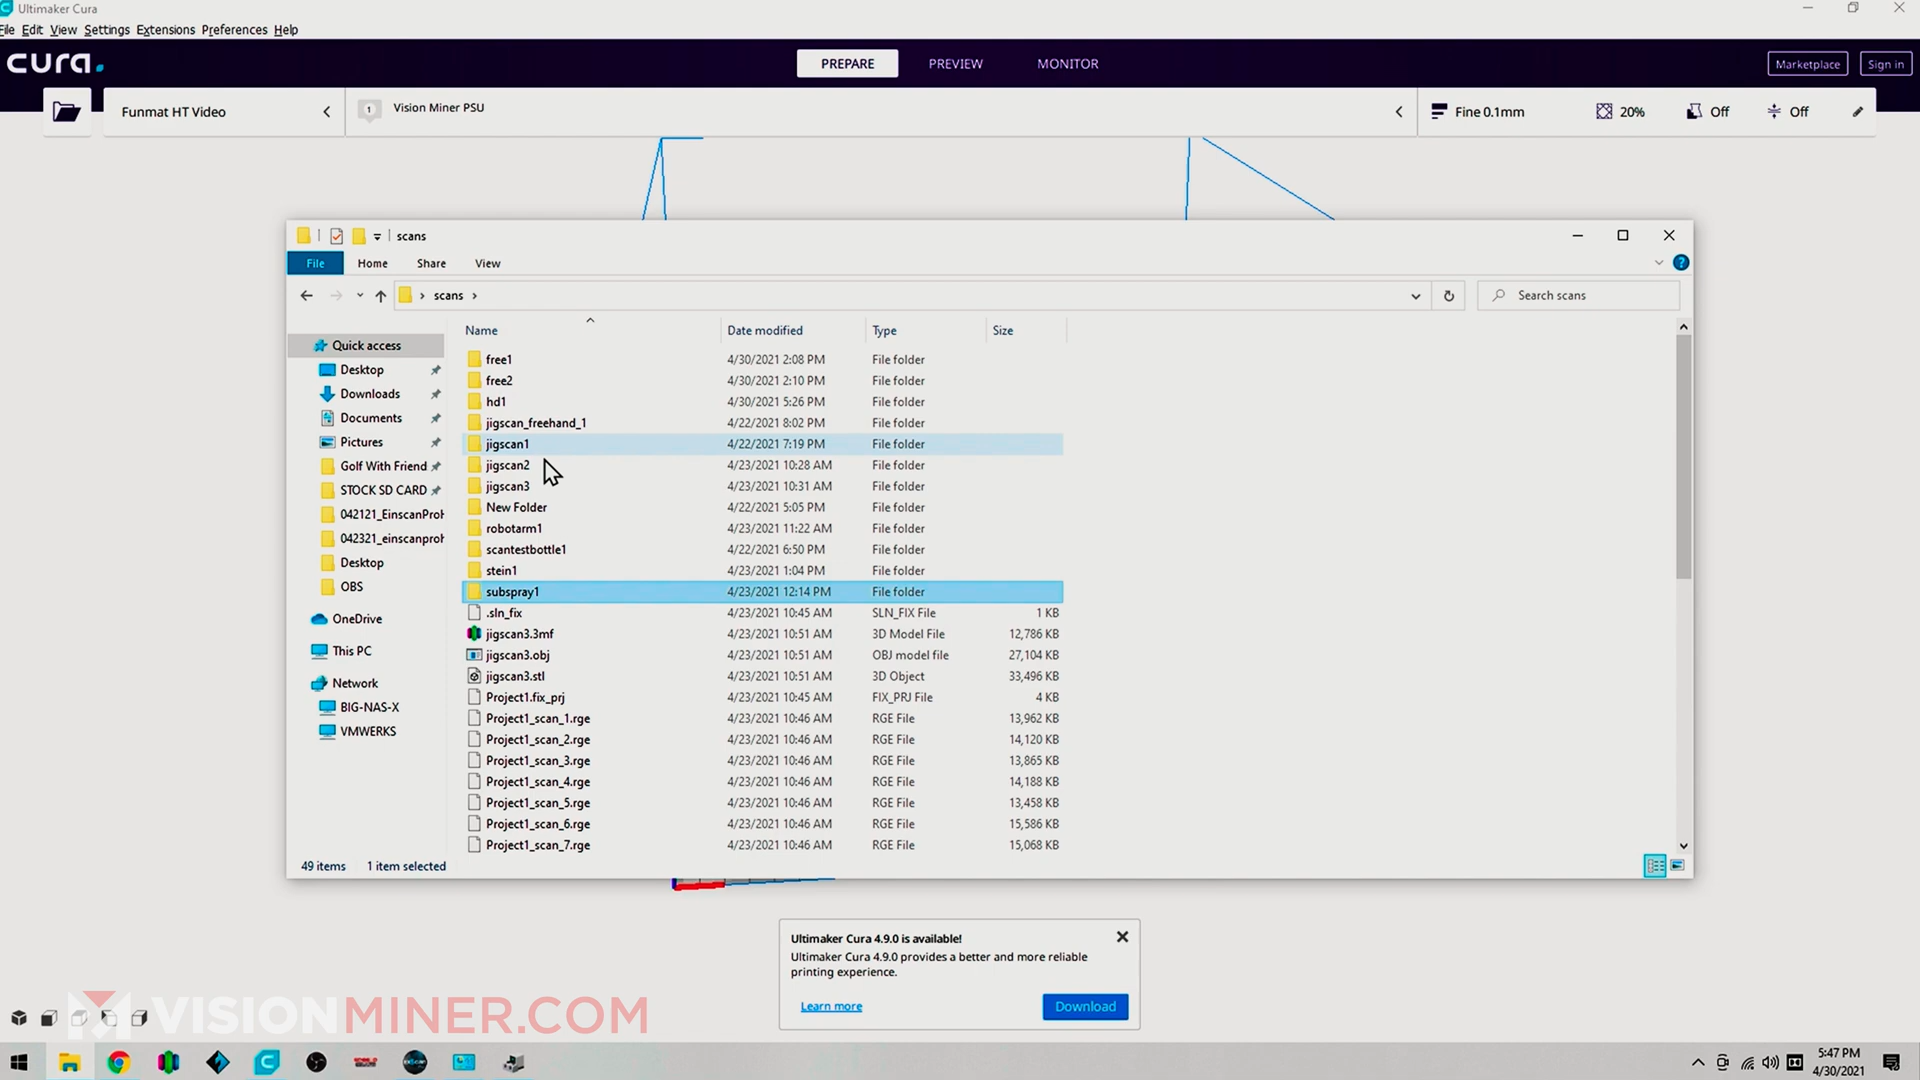 Ultimaker Cura
File Edit View Settings Extensions Preferences Help
cura.
PREPARE PREVIEW MONITOR
Marketplace Sign in
Funmat HT Video
1 Vision Miner PSU
Fine 0.1mm 20% Off Off
scans
File Home Share View
scans
Search scans
Name Date modified Type Size
Quick access
Desktop
Downloads
Documents
Pictures
Golf With Friend
STOCK SD CARD
042121_EinscanProH
042321_einscanproh
Desktop
OBS
OneDrive
This PC
Network
BIG-NAS-X
VMWERKS
free1 4/30/2021 2:08 PM File folder
free2 4/30/2021 2:10 PM File folder
hd1 4/30/2021 5:26 PM File folder
jigscan_freehand_1 4/22/2021 8:02 PM File folder
jigscan1 4/22/2021 7:19 PM File folder
jigscan2 4/23/2021 10:28 AM File folder
jigscan3 4/23/2021 10:31 AM File folder
New Folder 4/22/2021 5:05 PM File folder
robotarm1 4/23/2021 11:22 AM File folder
scantestbottle1 4/22/2021 6:50 PM File folder
stein1 4/23/2021 1:04 PM File folder
subspray1 4/23/2021 12:14 PM File folder
.sln_fix 4/23/2021 10:45 AM SLN_FIX File 1 KB
jigscan3.3mf 4/23/2021 10:51 AM 3D Model File 12,786 KB
jigscan3.obj 4/23/2021 10:51 AM OBJ model file 27,104 KB
jigscan3.stl 4/23/2021 10:51 AM 3D Object 33,496 KB
Project1.fix_prj 4/23/2021 10:45 AM FIX_PRJ File 4 KB
Project1_scan_1.rge 4/23/2021 10:46 AM RGE File 13,962 KB
Project1_scan_2.rge 4/23/2021 10:46 AM RGE File 14,120 KB
Project1_scan_3.rge 4/23/2021 10:46 AM RGE File 13,865 KB
Project1_scan_4.rge 4/23/2021 10:46 AM RGE File 14,188 KB
Project1_scan_5.rge 4/23/2021 10:46 AM RGE File 13,458 KB
Project1_scan_6.rge 4/23/2021 10:46 AM RGE File 15,586 KB
Project1_scan_7.rge 4/23/2021 10:46 AM RGE File 15,068 KB
49 items 1 item selected
Ultimaker Cura 4.9.0 is available!
Ultimaker Cura 4.9.0 provides a better and more reliable
printing experience.
Learn more Download
VISIONMINER.COM
5:47 PM
4/30/2021